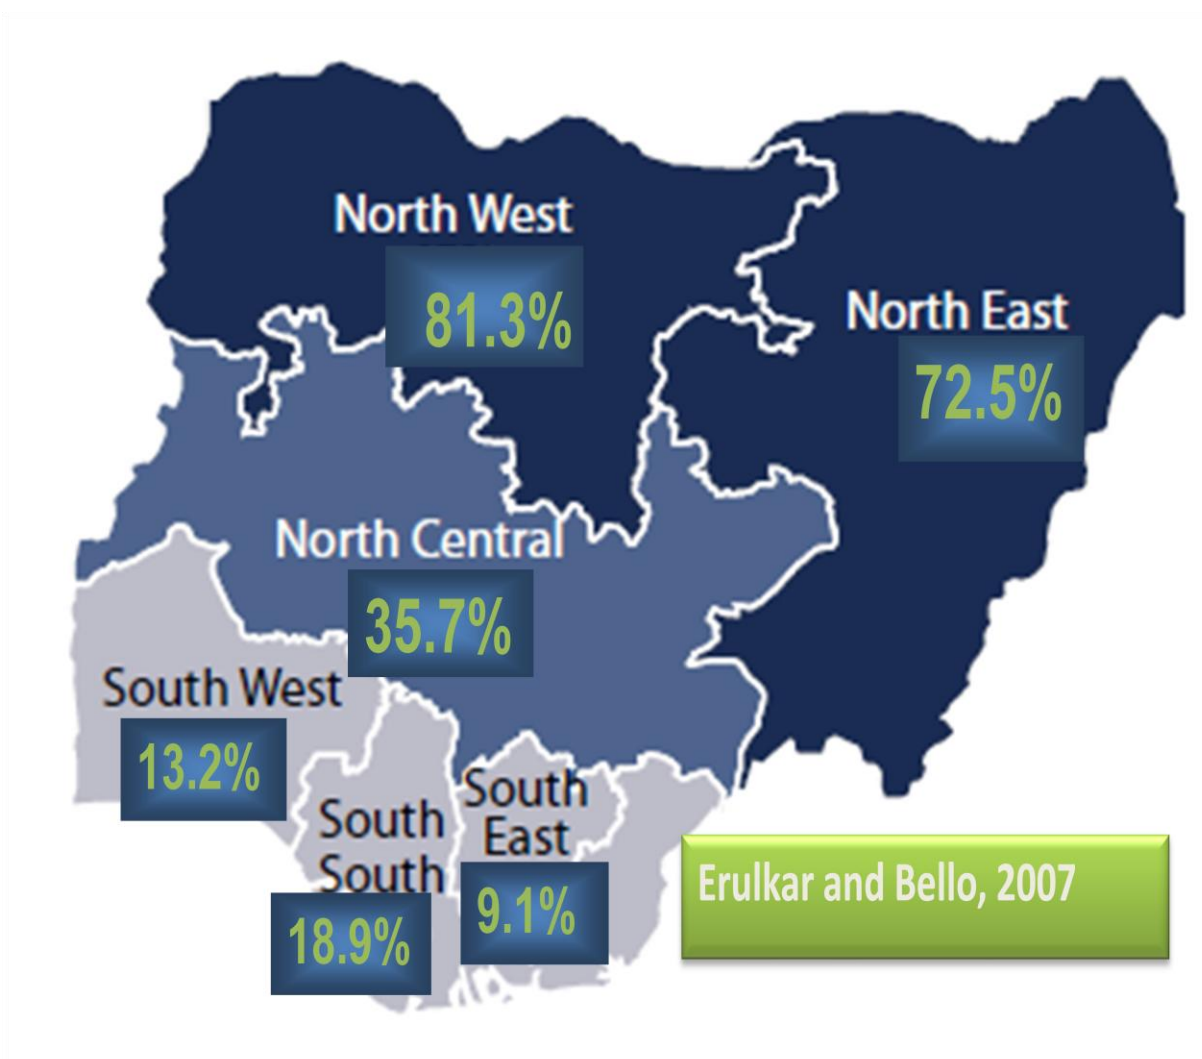 North West
81.3%
North East
72.5%
North Central
35.7%
South West
13.2%
South
South
18.9%
South
East
9.1%
Erulkar and Bello, 2007